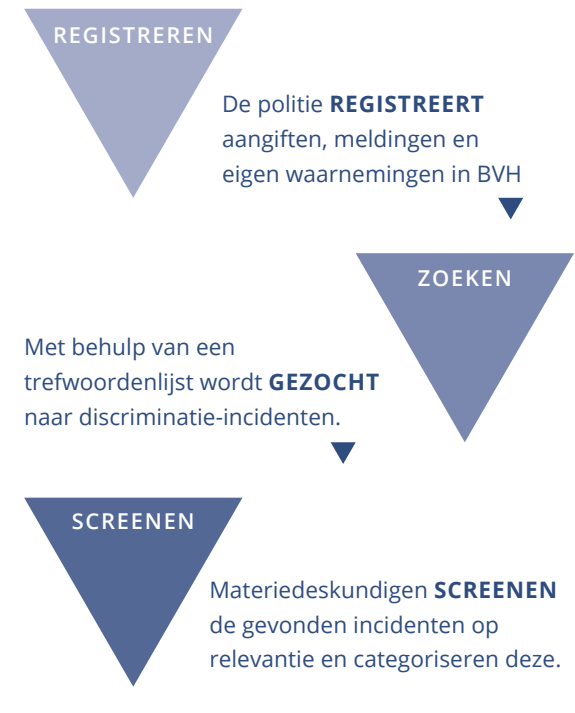 REGISTREREN
De politie REGISTREERT
aangiften, meldingen en
eigen waarnemingen in BVH
ZOEKEN
Met behulp van een
trefwoordenlijst wordt GEZOCHT
naar discriminatie-incidenten.
SCREENEN
Materiedeskundigen SCREENEN
de gevonden incidenten op
relevantie en categoriseren deze.